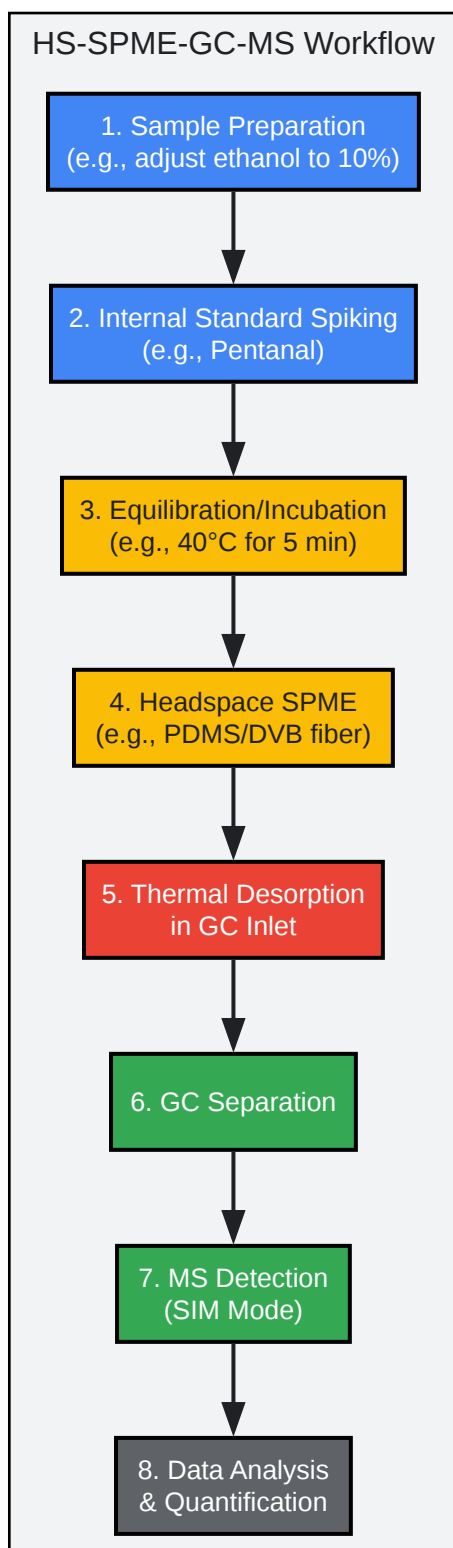 HS-SPME-GC-MS Workflow
1. Sample Preparation
(e.g., adjust ethanol to 10%)
2. Internal Standard Spiking
(e.g., Pentanal)
3. Equilibration/Incubation
(e.g., 40°C for 5 min)
4. Headspace SPME
(e.g., PDMS/DVB fiber)
5. Thermal Desorption
in GC Inlet
6. GC Separation
7. MS Detection
(SIM Mode)
8. Data Analysis
& Quantification